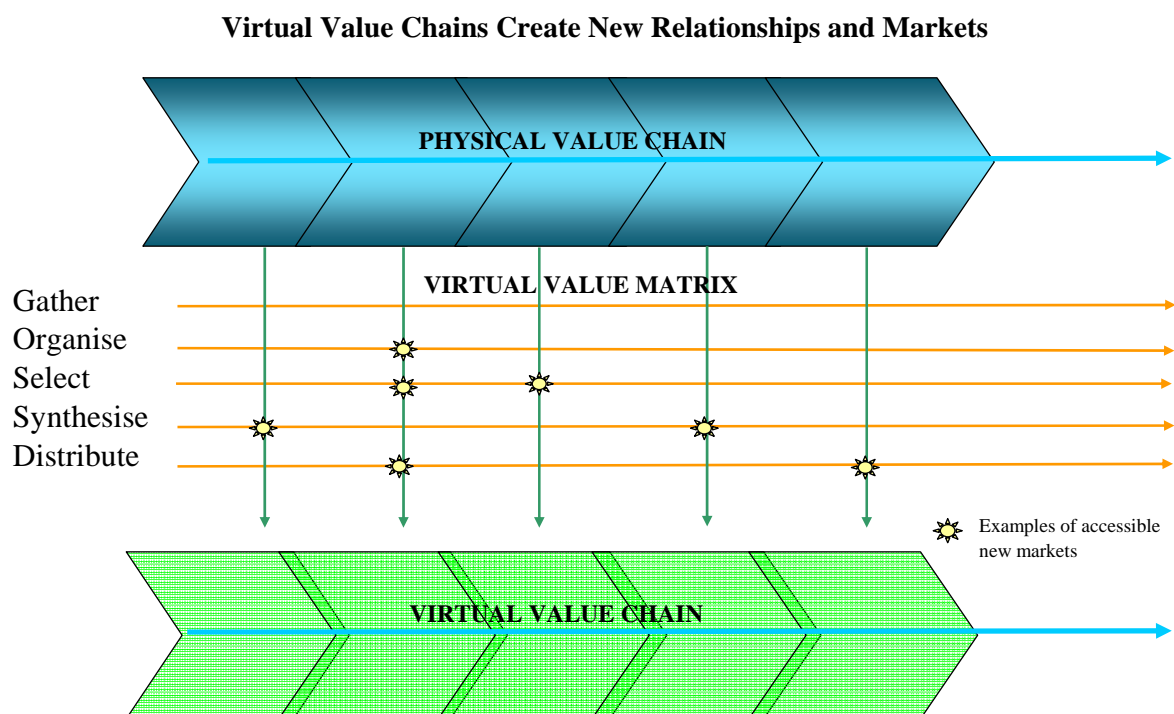 Virtual Value Chains Create New Relationships and Markets
PHYSICAL VALUE CHAIN
VIRTUAL VALUE MATRIX
Gather
Organise
Select
Synthesise
Distribute
Examples of accessible
new markets
VIRTUAL VALUE CHAIN